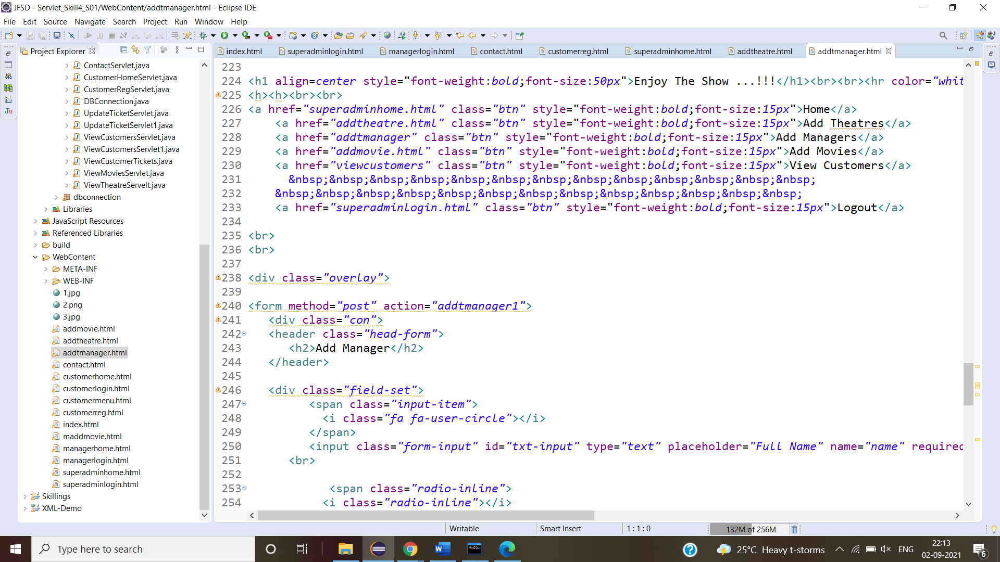 JFSD - Servlet_Skill4_S01/WebContent/addtmanager.html - Eclipse IDE
File Edit Source Navigate Search Project Run Window Help
Project Explorer
ContactServlet.java
CustomerHomeServlet.java
CustomerRegServlet.java
DBConnection.java
UpdateTicketServlet.java
UpdateTicketServlet1.java
ViewCustomersServlet.java
ViewCustomersServlet1.java
ViewCustomerTickets.java
ViewMoviesServlet.java
ViewTheatreServelt.java
dbconnection
Libraries
JavaScript Resources
Referenced Libraries
build
WebContent
META-INF
WEB-INF
1.jpg
2.png
3.jpg
addmovie.html
addtheatre.html
addtmanager.html
contact.html
customerhome.html
customerlogin.html
customermenu.html
customerreg.html
index.html
maddmovie.html
managerhome.html
managerlogin.html
superadminhome.html
superadminlogin.html
Skillings
XML-Demo
index.html superadminlogin.html managerlogin.html contact.html customerreg.html superadminhome.html addtheatre.html addtmanager.html
223
224 <h1 align=center style="font-weight:bold;font-size:50px">Enjoy The Show ...!!!</h1><br><br><hr color="whit
225 <h><h><br><br>
226 <a href="superadminhome.html" class="btn" style="font-weight:bold;font-size:15px">Home</a>
227 <a href="addtheatre.html" class="btn" style="font-weight:bold;font-size:15px">Add Theatres</a>
228 <a href="addtmanager" class="btn" style="font-weight:bold;font-size:15px">Add Managers</a>
229 <a href="addmovie.html" class="btn" style="font-weight:bold;font-size:15px">Add Movies</a>
230 <a href="viewcustomers" class="btn" style="font-weight:bold;font-size:15px">View Customers</a>
231 &nbsp;&nbsp;&nbsp;&nbsp;&nbsp;&nbsp;&nbsp;&nbsp;&nbsp;&nbsp;&nbsp;&nbsp;&nbsp;
232 &nbsp;&nbsp;&nbsp;&nbsp;&nbsp;&nbsp;&nbsp;&nbsp;&nbsp;&nbsp;&nbsp;&nbsp;&nbsp;
233 <a href="superadminlogin.html" class="btn" style="font-weight:bold;font-size:15px">Logout</a>
234
235 <br>
236 <br>
237
238 <div class="overlay">
239
240 <form method="post" action="addtmanager1">
241 <div class="con">
242 <header class="head-form">
243 <h2>Add Manager</h2>
244 </header>
245
246 <div class="field-set">
247 <span class="input-item">
248 <i class="fa fa-user-circle"></i>
249 </span>
250 <input class="form-input" id="txt-input" type="text" placeholder="Full Name" name="name" required
251 <br>
252
253 <span class="radio-inline">
254 <i class="radio-inline"></i>
Writable Smart Insert 1 : 1 : 0 132M of 256M
Type here to search
MySQL
25°C Heavy t-storms ENG
22:13
02-09-2021
6